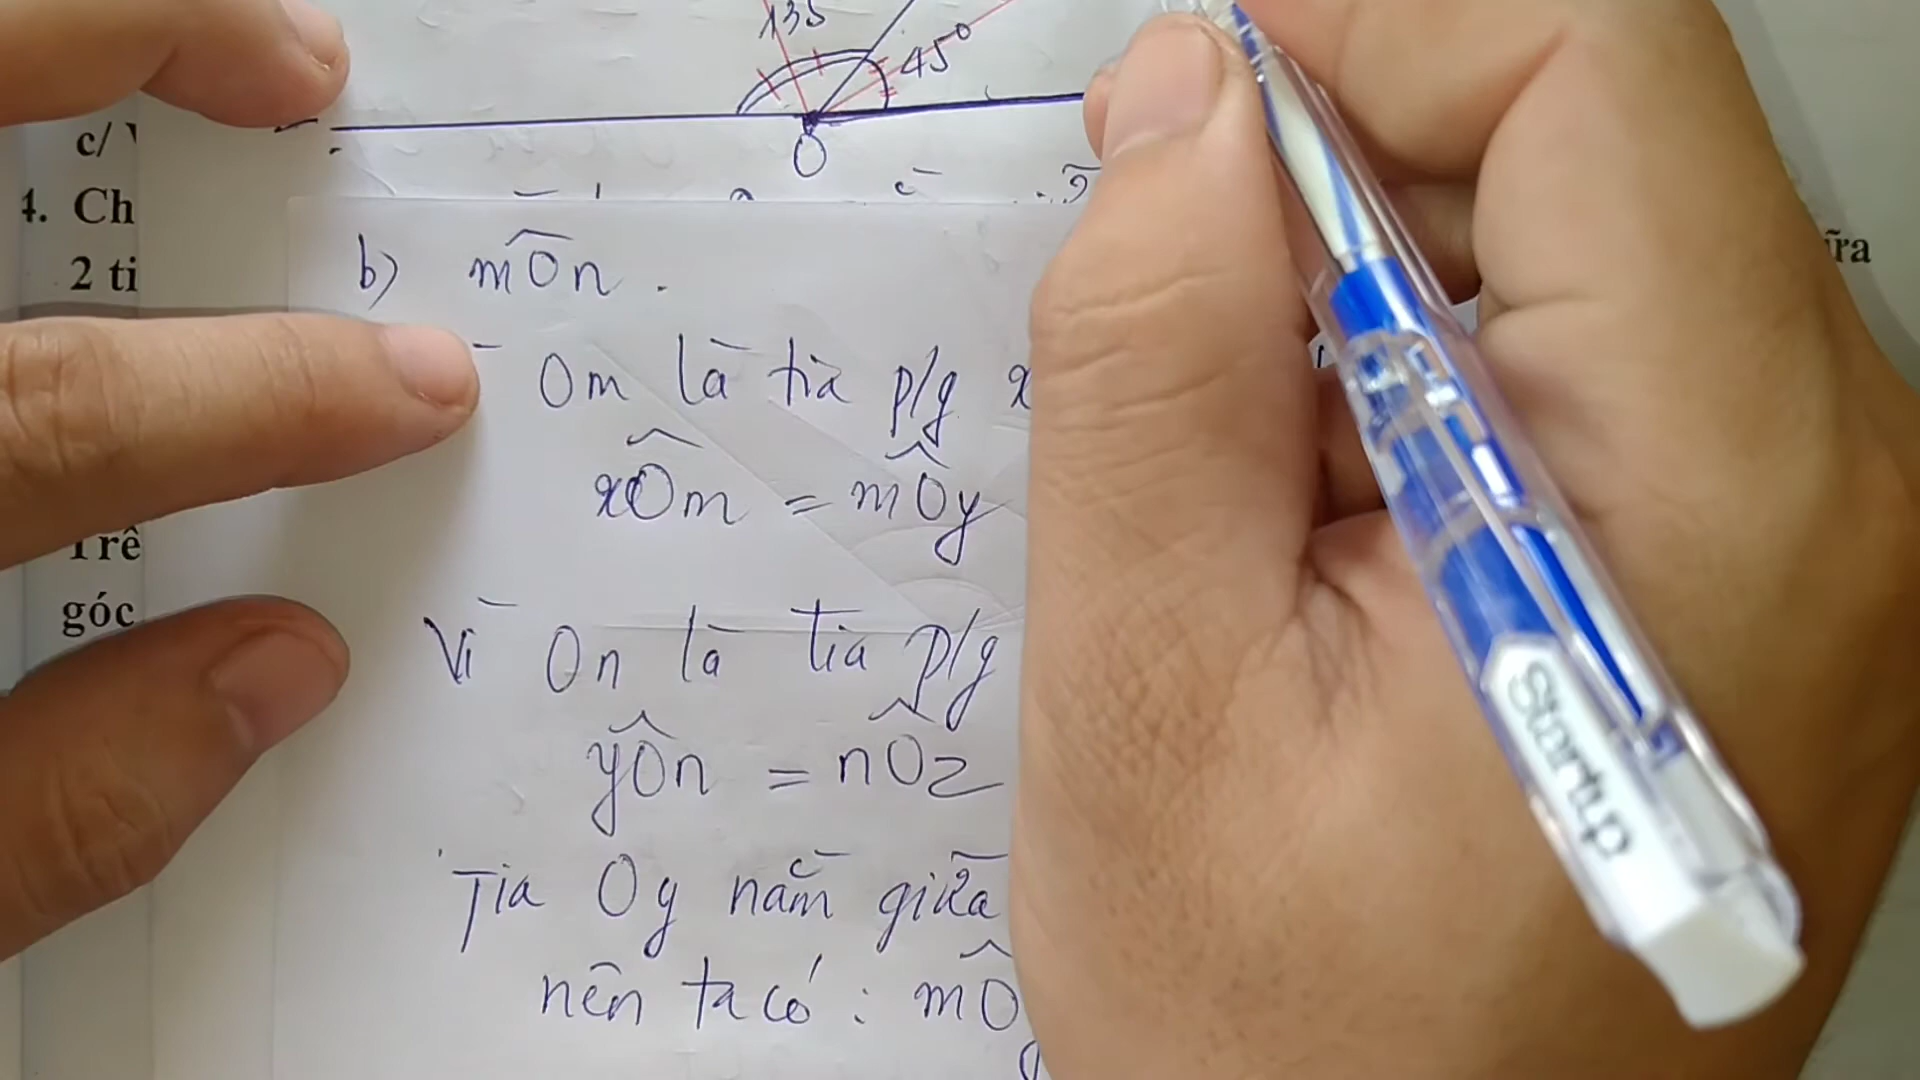 135
45⁰
O
c/
4. Ch
2 ti
b) mÔn.
Om là tia p/g x
xÔm = mÔy
Vì On là tia p/g
yÔn = nÔz
Tia Oy nằm giữa
nên ta có: mÔ
Trê
góc
ữa
Startup